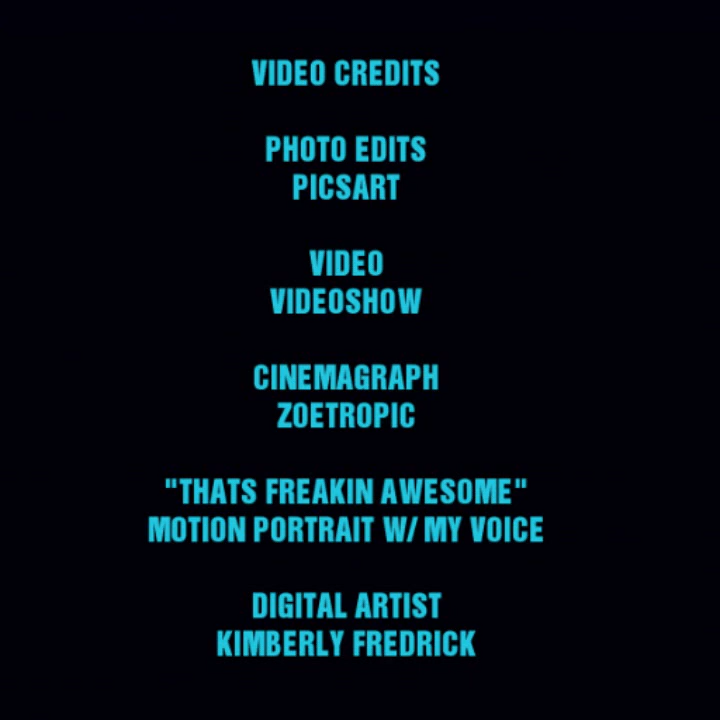 VIDEO CREDITS
PHOTO EDITS
PICSART
VIDEO
VIDEOSHOW
CINEMAGRAPH
ZOETROPIC
"THATS FREAKIN AWESOME"
MOTION PORTRAIT W/ MY VOICE
DIGITAL ARTIST
KIMBERLY FREDRICK